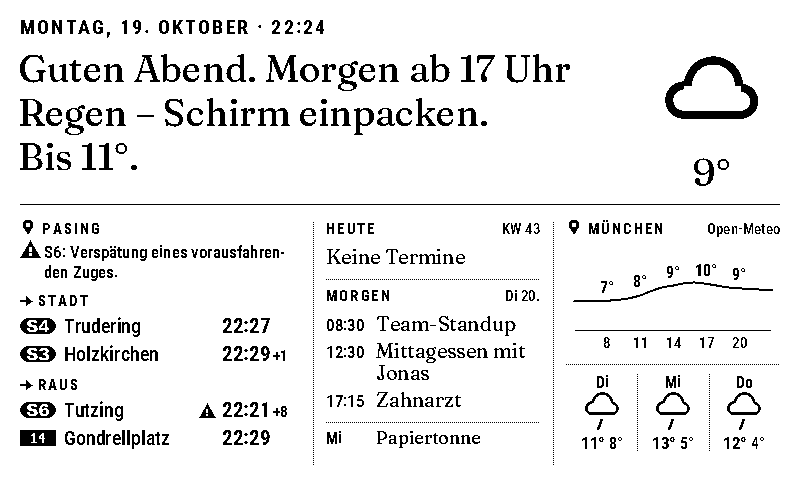 MONTAG, 19. OKTOBER · 22:24
Guten Abend. Morgen ab 17 Uhr
Regen – Schirm einpacken.
Bis 11°.
9°
PASING
S6: Verspätung eines vorausfahren-
den Zuges.
→ STADT
S4 Trudering 22:27
S3 Holzkirchen 22:29 +1
→ RAUS
S6 Tutzing 22:21 +8
14 Gondrellplatz 22:29
HEUTE KW 43
Keine Termine
MORGEN Di 20.
08:30 Team-Standup
12:30 Mittagessen mit
Jonas
17:15 Zahnarzt
Mi Papiertonne
MÜNCHEN Open-Meteo
7° 8° 9° 10° 9°
8 11 14 17 20
Di Mi Do
11° 8° 13° 5° 12° 4°